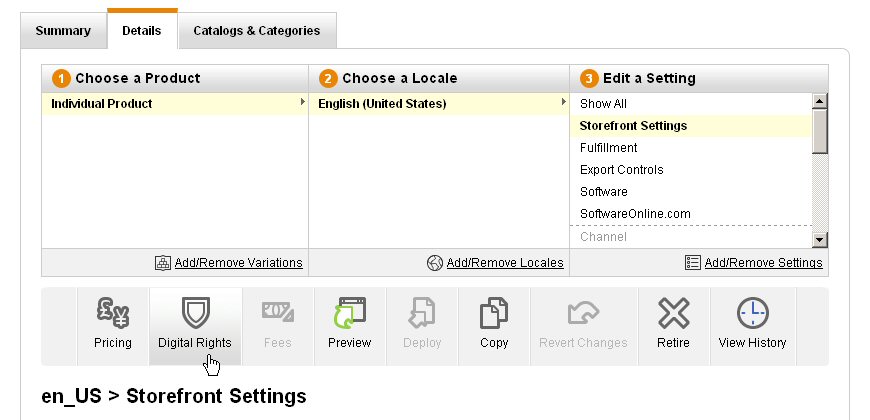 Summary Details Catalogs & Categories
1 Choose a Product 2 Choose a Locale 3 Edit a Setting
Individual Product English (United States) Show All
Storefront Settings
Fulfillment
Export Controls
Software
SoftwareOnline.com
Channel
Add/Remove Variations Add/Remove Locales Add/Remove Settings
Pricing Digital Rights Fees Preview Deploy Copy Revert Changes Retire View History
en_US > Storefront Settings